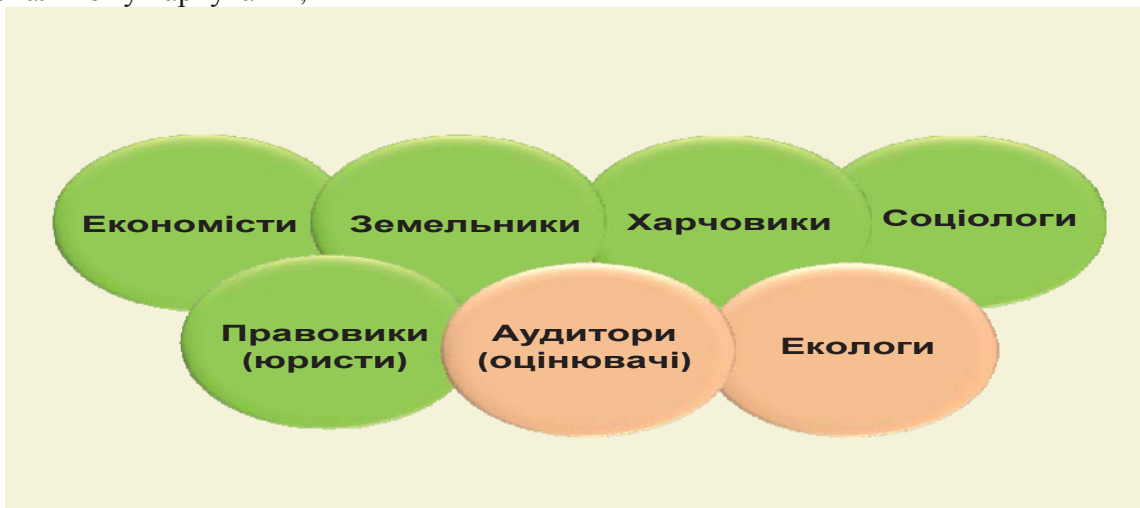 Економісти
Земельники
Харчовики
Соціологи
Правовики
(юристи)
Аудитори
(оцінювачі)
Екологи